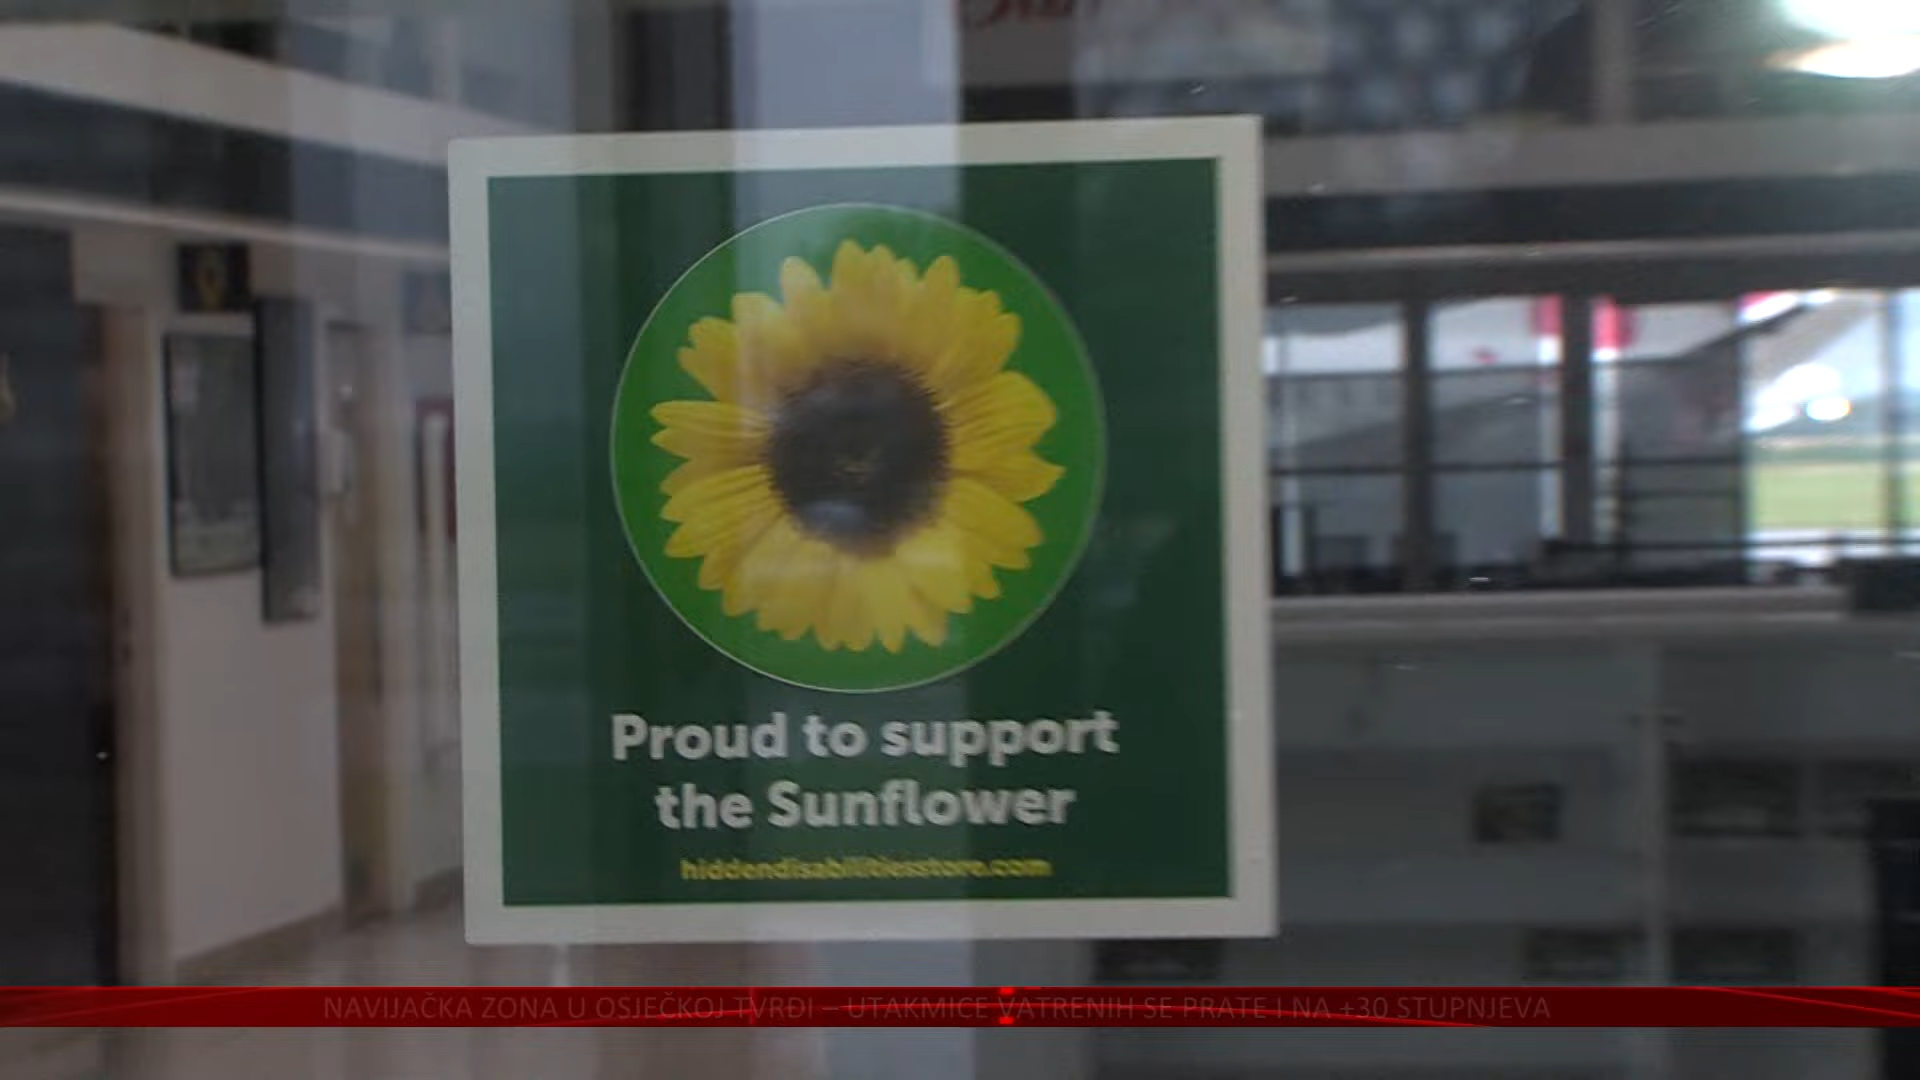 Proud to support
the Sunflower
hiddendisabilitiesstore.com
NAVIJAČKA ZONA U OSJEČKOJ TVRĐI – UTAKMICE VATRENIH SE PRATE I NA +30 STUPNJEVA